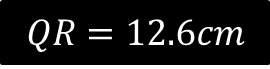 QR = 12.6cm